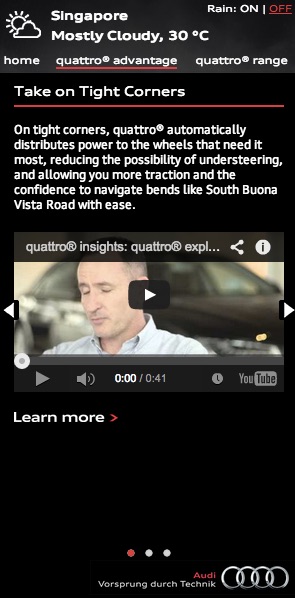 Rain: ON | OFF
Singapore
Mostly Cloudy, 30 °C
home quattro® advantage quattro® range
Take on Tight Corners
On tight corners, quattro® automatically
distributes power to the wheels that need it
most, reducing the possibility of understeering,
and allowing you more traction and the
confidence to navigate bends like South Buona
Vista Road with ease.
quattro® insights: quattro® expl...
0:00 / 0:41 YouTube
Learn more >
Audi
Vorsprung durch Technik